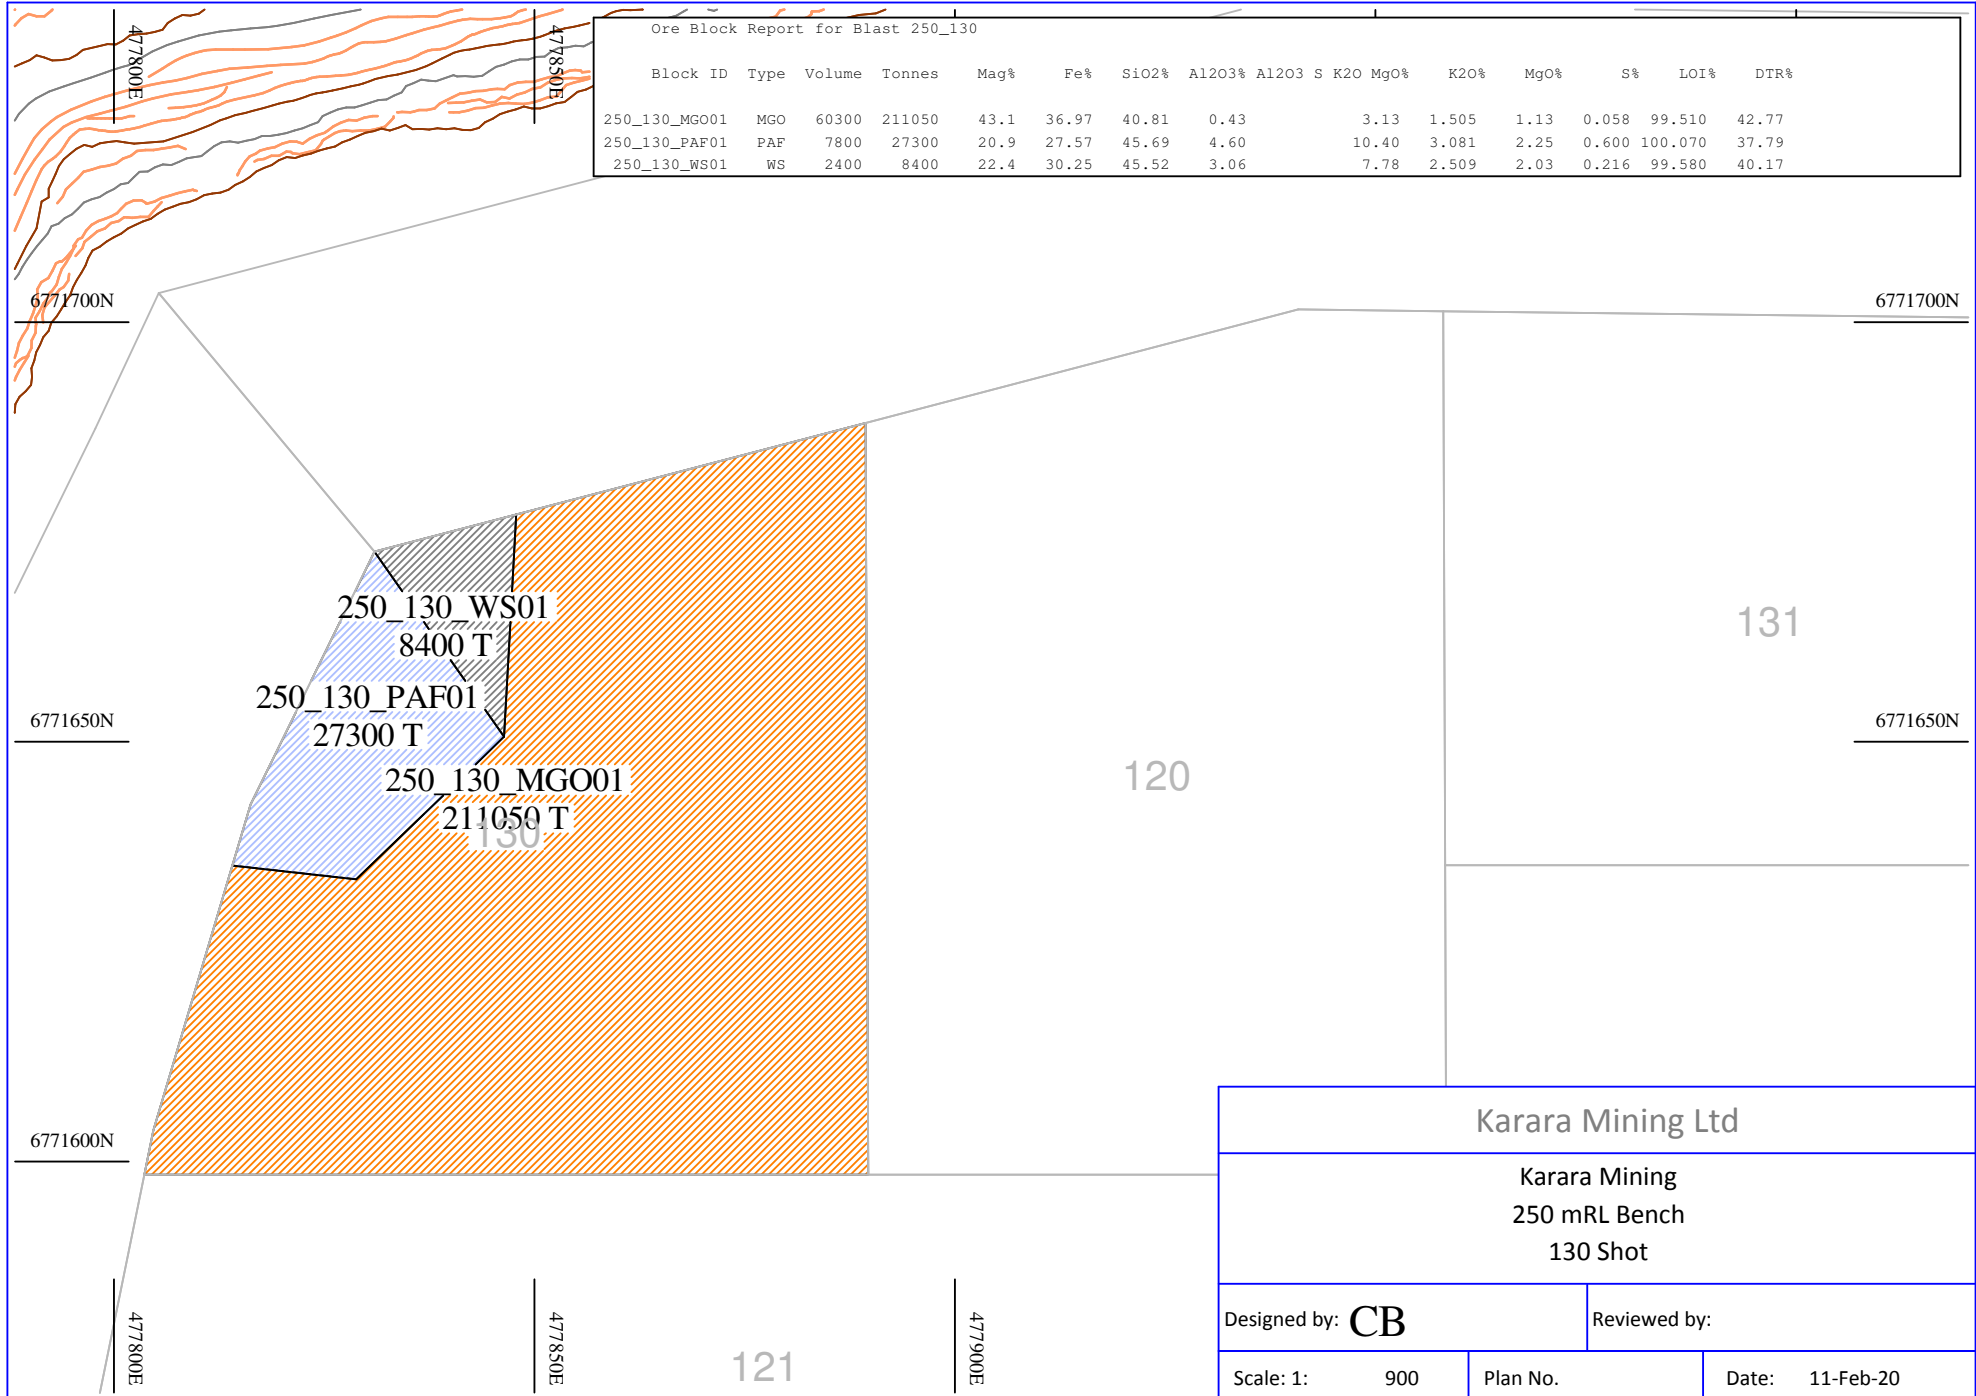 Ore Block Report for Blast 250_130
Block ID Type Volume Tonnes Mag% Fe% SiO2% Al2O3% Al2O3 S K2O MgO% K2O% MgO% S% LOI% DTR%
250_130_MGO01 MGO 60300 211050 43.1 36.97 40.81 0.43 3.13 1.505 1.13 0.058 99.510 42.77
250_130_PAF01 PAF 7800 27300 20.9 27.57 45.69 4.60 10.40 3.081 2.25 0.600 100.070 37.79
250_130_WS01 WS 2400 8400 22.4 30.25 45.52 3.06 7.78 2.509 2.03 0.216 99.580 40.17
477800E
477850E
6771700N
6771700N
250_130_WS01
8400 T
131
250_130_PAF01
27300 T
6771650N
6771650N
250_130_MGO01
211050 T
130
120
6771600N
477800E
477850E
477900E
121
Karara Mining Ltd
Karara Mining
250 mRL Bench
130 Shot
Designed by: CB
Reviewed by:
Scale: 1: 900
Plan No.
Date: 11-Feb-20